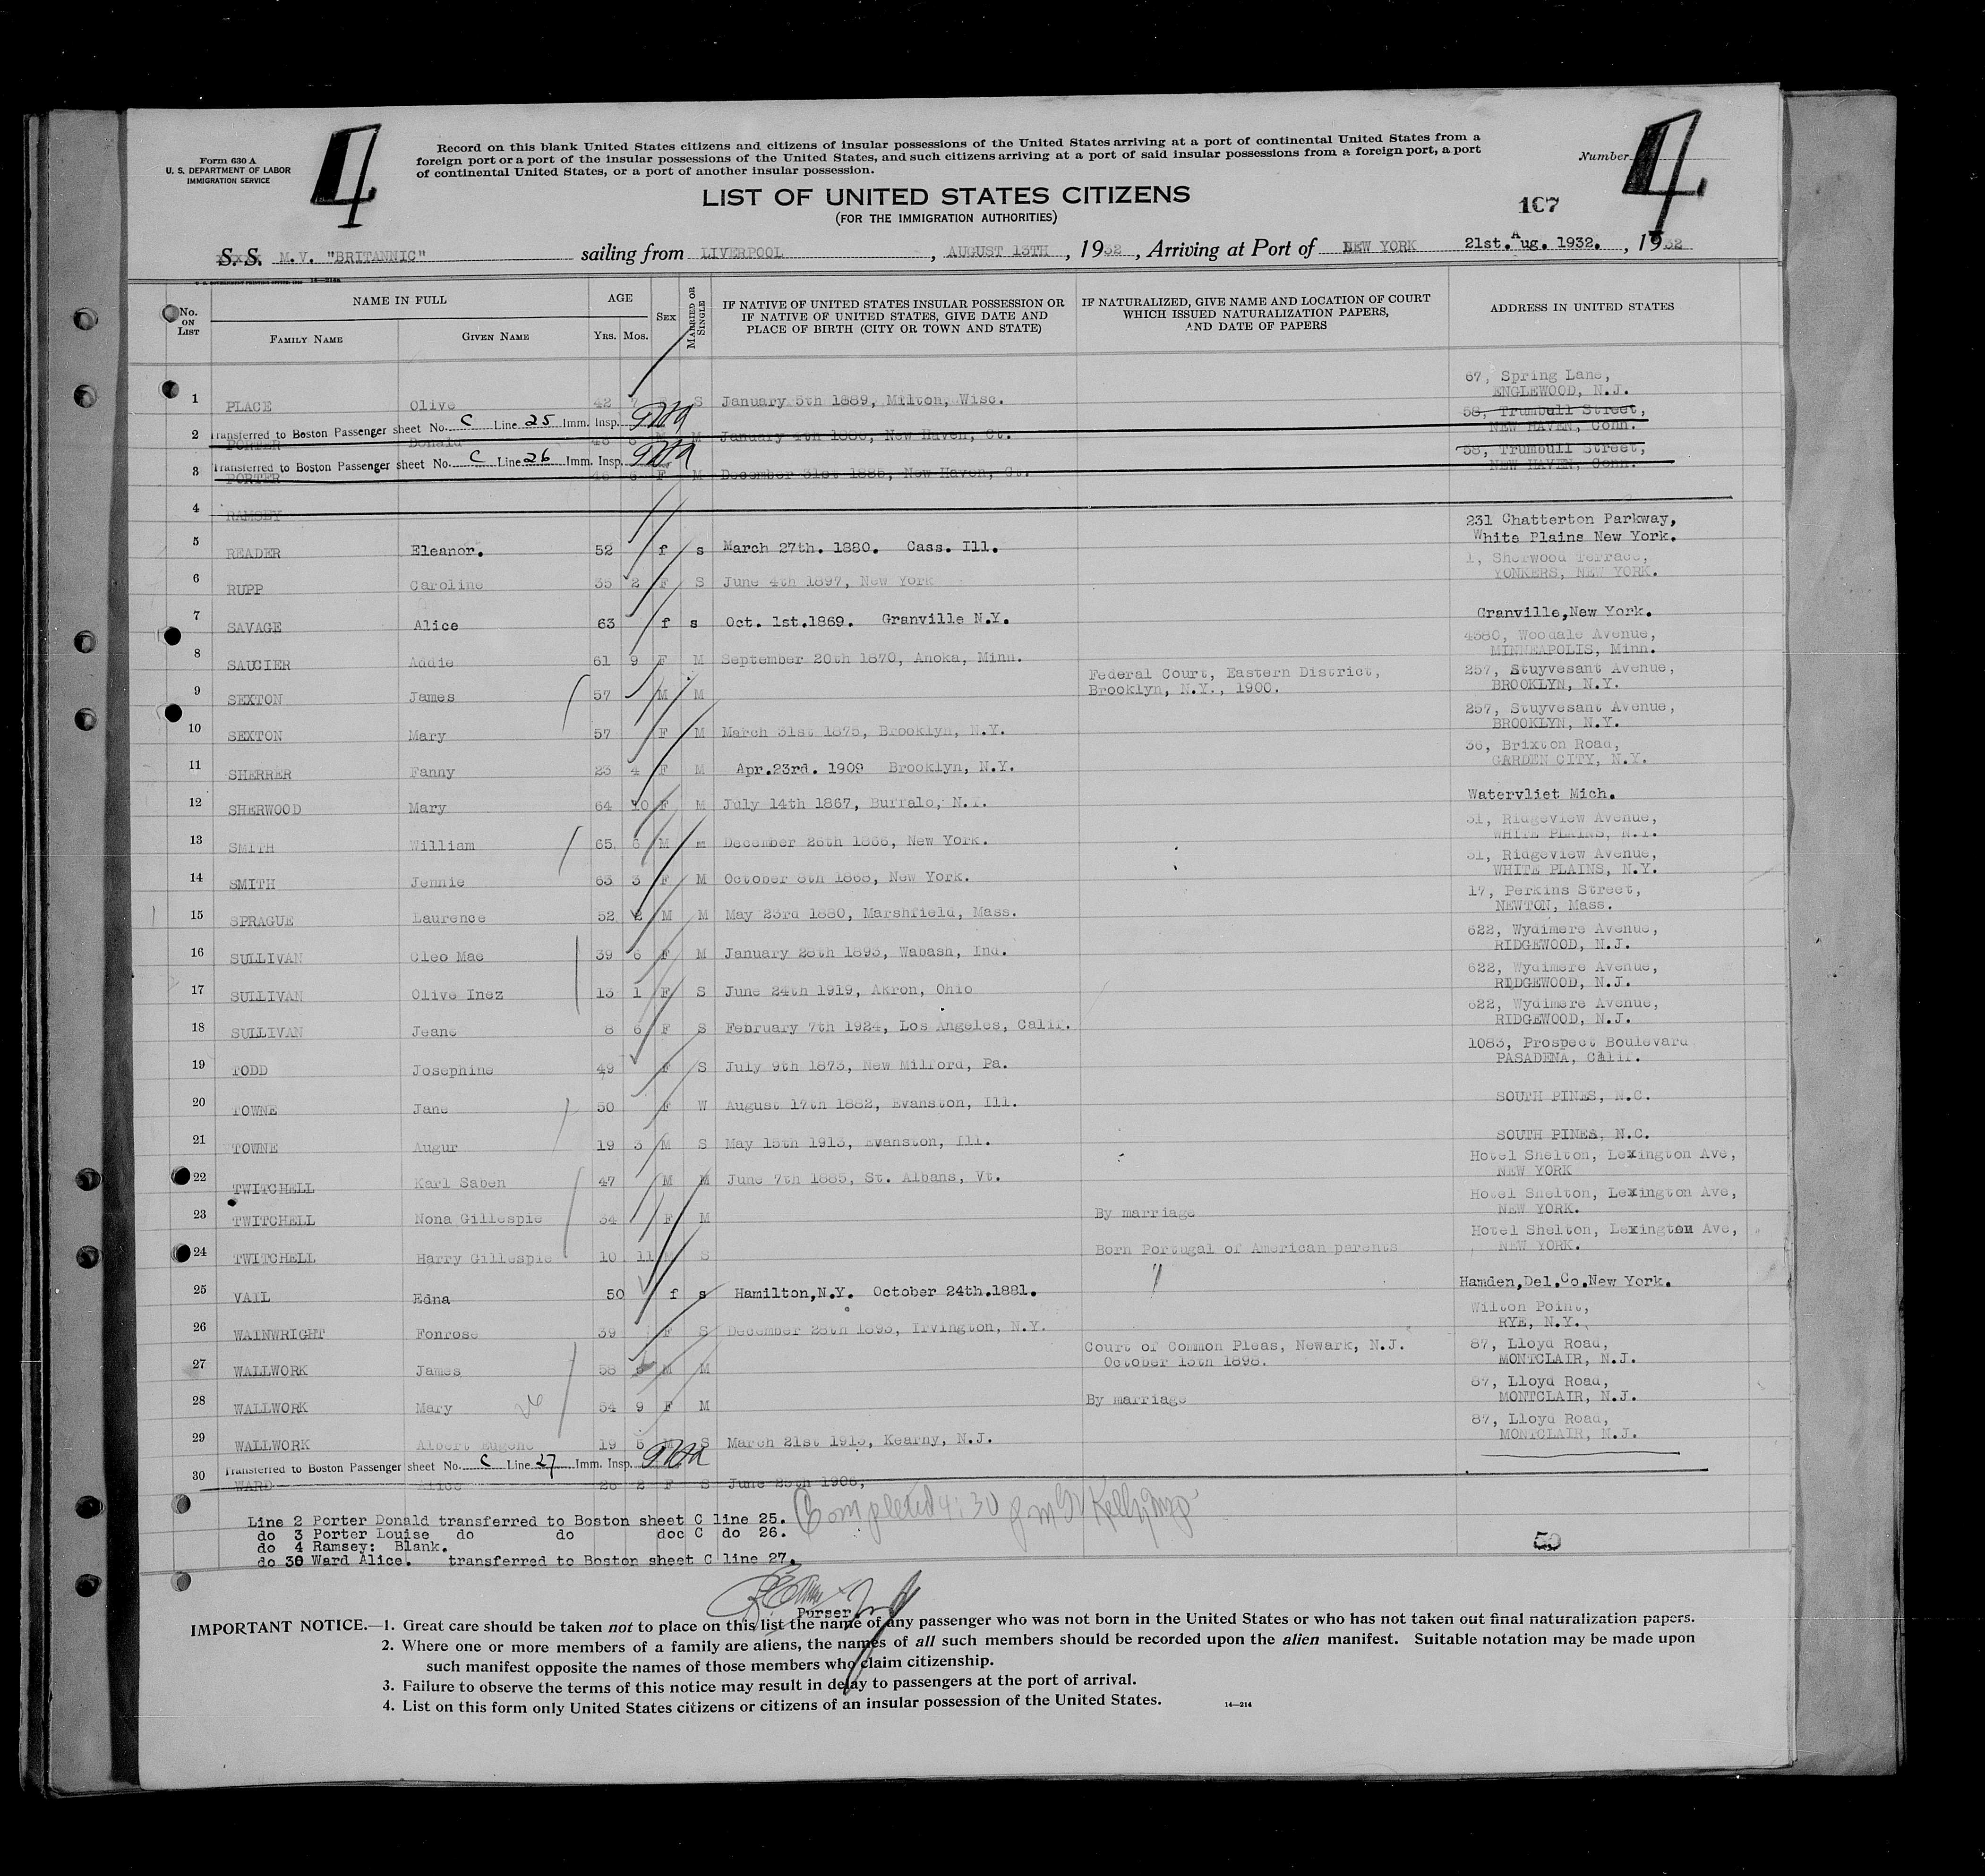 Form 630 A
U. S. DEPARTMENT OF LABOR
IMMIGRATION SERVICE
4
Record on this blank United States citizens and citizens of insular possessions of the United States arriving at a port of continental United States from a
foreign port or a port of the insular possessions of the United States, and such citizens arriving at a port of said insular possessions from a foreign port, a port
of continental United States, or a port of another insular possession.
Number 4
LIST OF UNITED STATES CITIZENS
(FOR THE IMMIGRATION AUTHORITIES)
107
S. S. M.V. "BRITANNIC" sailing from LIVERPOOL, AUGUST 13TH, 1932, Arriving at Port of NEW YORK 21st. Aug. 1932., 1932
No. ON LIST NAME IN FULL AGE SEX MARRIED OR SINGLE IF NATIVE OF UNITED STATES INSULAR POSSESSION OR IF NATIVE OF UNITED STATES, GIVE DATE AND PLACE OF BIRTH (CITY OR TOWN AND STATE) IF NATURALIZED, GIVE NAME AND LOCATION OF COURT WHICH ISSUED NATURALIZATION PAPERS, AND DATE OF PAPERS ADDRESS IN UNITED STATES
FAMILY NAME GIVEN NAME YRS. MOS.
1 PLACE Olive 42 7 S January 5th 1889, Milton, Wisc. 67, Spring Lane, ENGLEWOOD, N.J.
Transferred to Boston Passenger sheet No. C Line 25 Imm. Insp.
2 PORTER Donald M January 4th 1886, New Haven, Ct. 58, Trumbull Street, NEW HAVEN, Conn.
Transferred to Boston Passenger sheet No. C Line 26 Imm. Insp.
3 PORTER F M December 31st 1885, New Haven, Ct. 58, Trumbull Street, NEW HAVEN, Conn.
4 RAMSEY
5 READER Eleanor. 52 f s March 27th. 1880. Cass. Ill. 231 Chatterton Parkway, White Plains New York.
6 RUPP Caroline 35 2 F S June 4th 1897, New York 1, Sherwood Terrace, YONKERS, NEW YORK.
7 SAVAGE Alice 63 f s Oct. 1st.1869. Granville N.Y. Granville,New York.
8 SAUCIER Addie 61 9 F M September 20th 1870, Anoka, Minn. 4380, Woodale Avenue, MINNEAPOLIS, Minn.
9 SEXTON James 57 M M Federal Court, Eastern District, Brooklyn, N.Y., 1900. 257, Stuyvesant Avenue, BROOKLYN, N.Y.
10 SEXTON Mary 57 F M March 31st 1875, Brooklyn, N.Y. 257, Stuyvesant Avenue, BROOKLYN, N.Y.
11 SHERRER Fanny 23 4 F M Apr.23rd. 1909 Brooklyn, N.Y. 36, Brixton Road, GARDEN CITY, N.Y.
12 SHERWOOD Mary 64 10 F M July 14th 1867, Buffalo, N.Y. Watervliet Mich.
13 SMITH William 65 M m December 26th 1866, New York. 31, Ridgeview Avenue, WHITE PLAINS, N.Y.
14 SMITH Jennie 63 3 F M October 8th 1868, New York. 31, Ridgeview Avenue, WHITE PLAINS, N.Y.
15 SPRAGUE Laurence 52 2 M M May 23rd 1880, Marshfield, Mass. 17, Perkins Street, NEWTON, Mass.
16 SULLIVAN Cleo Mae 39 6 F M January 28th 1893, Wabash, Ind. 622, Wydimere Avenue, RIDGEWOOD, N.J.
17 SULLIVAN Olive Inez 13 1 F S June 24th 1919, Akron, Ohio 622, Wydimere Avenue, RIDGEWOOD, N.J.
18 SULLIVAN Jeane 8 6 F S February 7th 1924, Los Angeles, Calif. 622, Wydimere Avenue, RIDGEWOOD, N.J.
19 TODD Josephine 49 F S July 9th 1873, New Milford, Pa. 1083, Prospect Boulevard PASADENA, Calif.
20 TOWNE Jane 50 F W August 17th 1882, Evanston, Ill. SOUTH PINES, N.C.
21 TOWNE Augur 19 3 M S May 15th 1913, Evanston, Ill. SOUTH PINES, N.C.
22 TWITCHELL Karl Saben 47 M M June 7th 1885, St. Albans, Vt. Hotel Shelton, Lexington Ave, NEW YORK
23 TWITCHELL Nona Gillespie 34 F M By marriage Hotel Shelton, Lexington Ave, NEW YORK.
24 TWITCHELL Harry Gillespie 10 11 M S Born Portugal of American parents Hotel Shelton, Lexington Ave, NEW YORK.
25 VAIL Edna 50 f s Hamilton,N.Y. October 24th.1881. Hamden,Del.Co.New York.
26 WAINWRIGHT Fonrose 39 F S December 28th 1893, Irvington, N.Y. Wilton Point, RYE, N.Y.
27 WALLWORK James 58 M M Court of Common Pleas, Newark, N.J. October 13th 1898. 87, Lloyd Road, MONTCLAIR, N.J.
28 WALLWORK Mary 54 9 F M By marriage 87, Lloyd Road, MONTCLAIR, N.J.
29 WALLWORK Albert Eugene 19 5 M S March 21st 1913, Kearny, N.J. 87, Lloyd Road, MONTCLAIR, N.J.
Transferred to Boston Passenger sheet No. C Line 27 Imm. Insp.
30 WARD Alice 26 2 F S June 25th 1906,
Line 2 Porter Donald transferred to Boston sheet C line 25.
do 3 Porter Louise do do doc C do 26.
do 4 Ramsey: Blank.
do 30 Ward Alice. transferred to Boston sheet C line 27.
Completed 4:30 pm
Purser
IMPORTANT NOTICE.—1. Great care should be taken not to place on this list the name of any passenger who was not born in the United States or who has not taken out final naturalization papers.
2. Where one or more members of a family are aliens, the names of all such members should be recorded upon the alien manifest. Suitable notation may be made upon
such manifest opposite the names of those members who claim citizenship.
3. Failure to observe the terms of this notice may result in delay to passengers at the port of arrival.
4. List on this form only United States citizens or citizens of an insular possession of the United States.
14—214